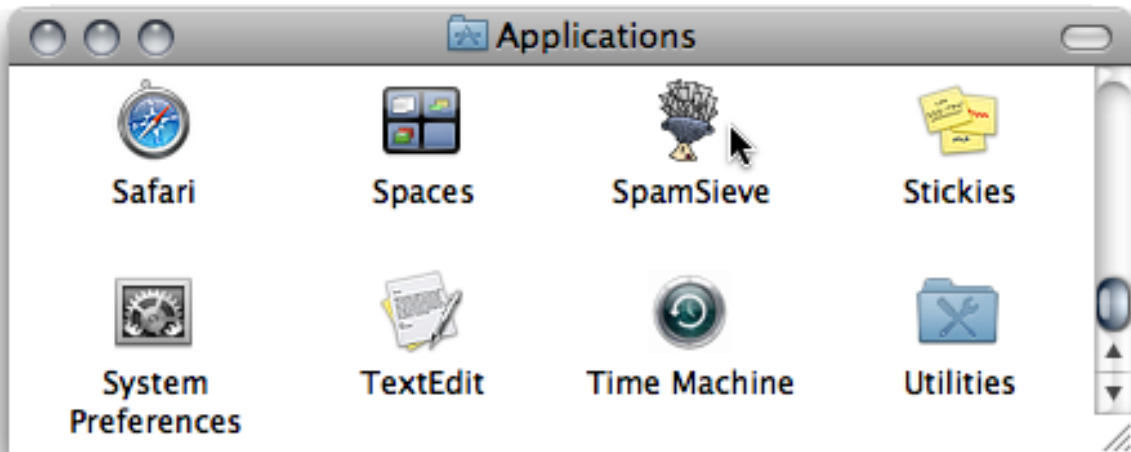 Applications
Safari
Spaces
SpamSieve
Stickies
System
Preferences
TextEdit
Time Machine
Utilities